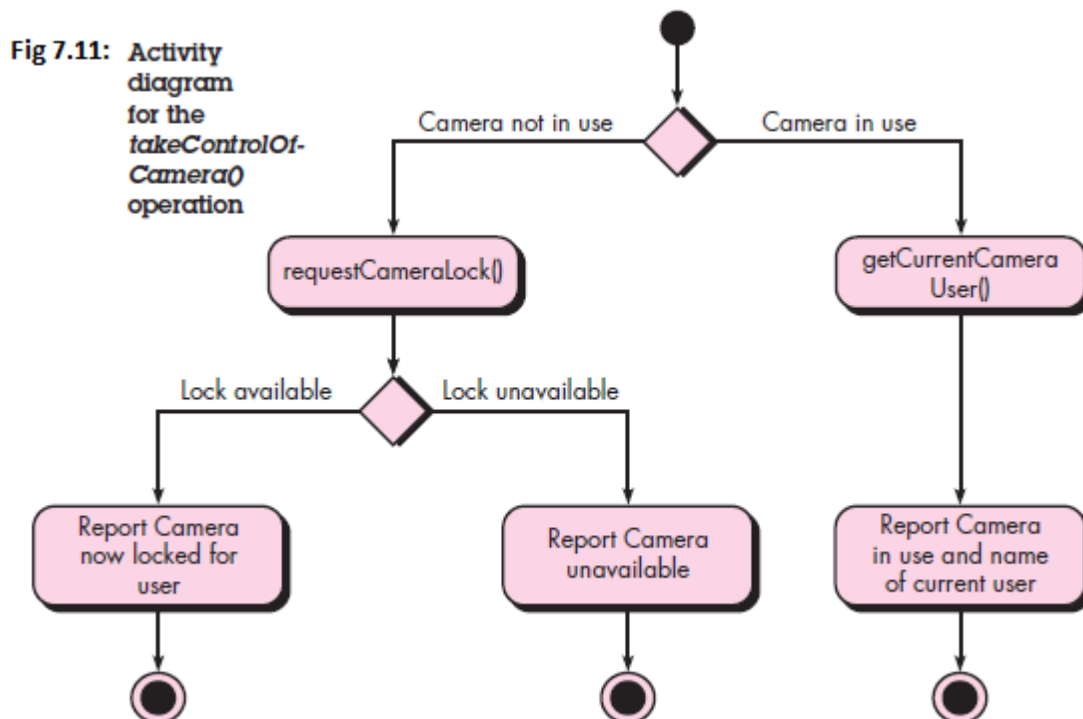 Fig 7.11: Activity
diagram
for the
takeControlOf-
Camera()
operation
Camera not in use
Camera in use
requestCameraLock()
getCurrentCamera
User()
Lock available
Lock unavailable
Report Camera
now locked for
user
Report Camera
unavailable
Report Camera
in use and name
of current user